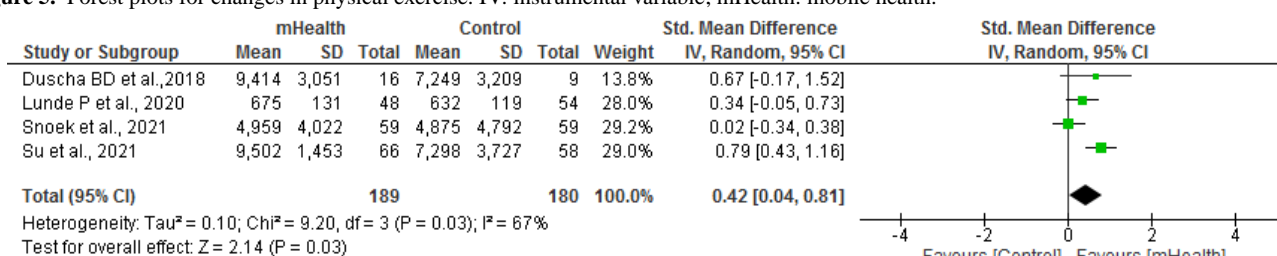 gure 5. Forest plots for changes in physical exercise. IV: instrumental variable; mHealth: mobile health.
mHealth Control Std. Mean Difference Std. Mean Difference
Study or Subgroup Mean SD Total Mean SD Total Weight IV, Random, 95% CI IV, Random, 95% CI
Duscha BD et al.,2018 9,414 3,051 16 7,249 3,209 9 13.8% 0.67 [-0.17, 1.52]
Lunde P et al., 2020 675 131 48 632 119 54 28.0% 0.34 [-0.05, 0.73]
Snoek et al., 2021 4,959 4,022 59 4,875 4,792 59 29.2% 0.02 [-0.34, 0.38]
Su et al., 2021 9,502 1,453 66 7,298 3,727 58 29.0% 0.79 [0.43, 1.16]
Total (95% CI) 189 180 100.0% 0.42 [0.04, 0.81]
Heterogeneity: Tau² = 0.10; Chi² = 9.20, df = 3 (P = 0.03); I² = 67%
-4 -2 0 2 4
Test for overall effect: Z = 2.14 (P = 0.03)
Favours [Control] Favours [mHealth]